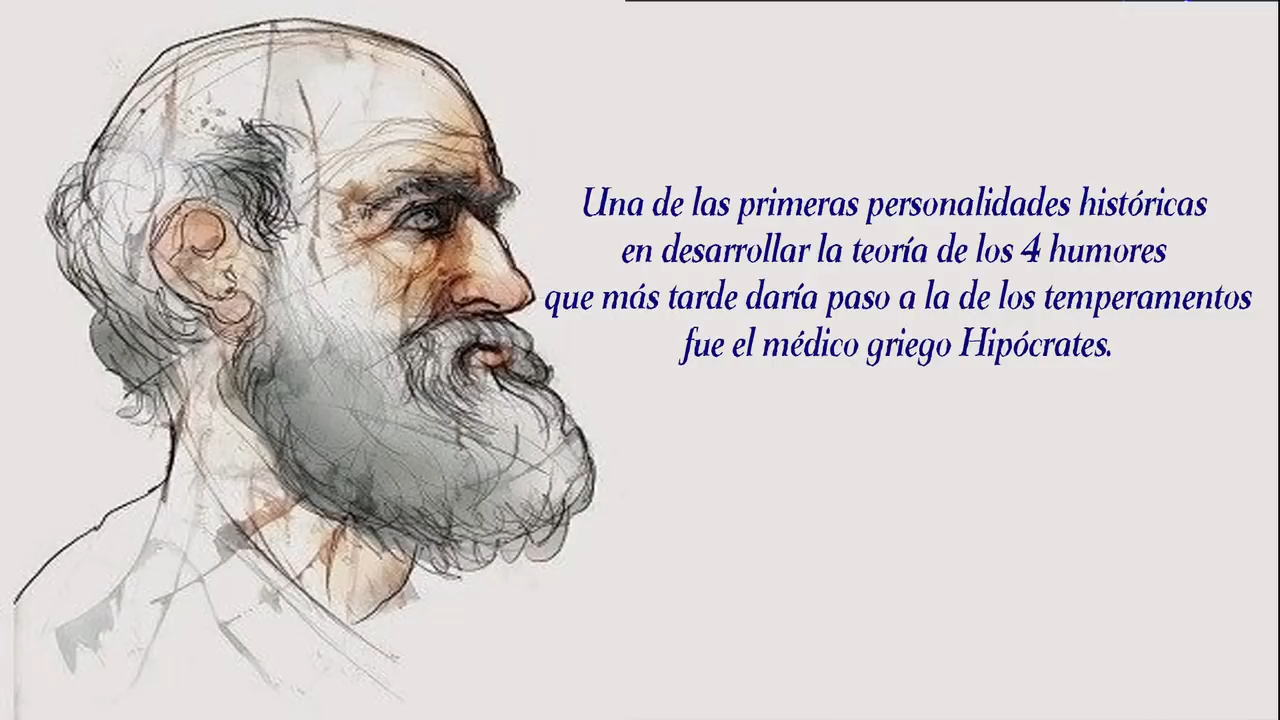 Una de las primeras personalidades históricas
en desarrollar la teoría de los 4 humores
que más tarde daría paso a la de los temperamentos
fue el médico griego Hipócrates.